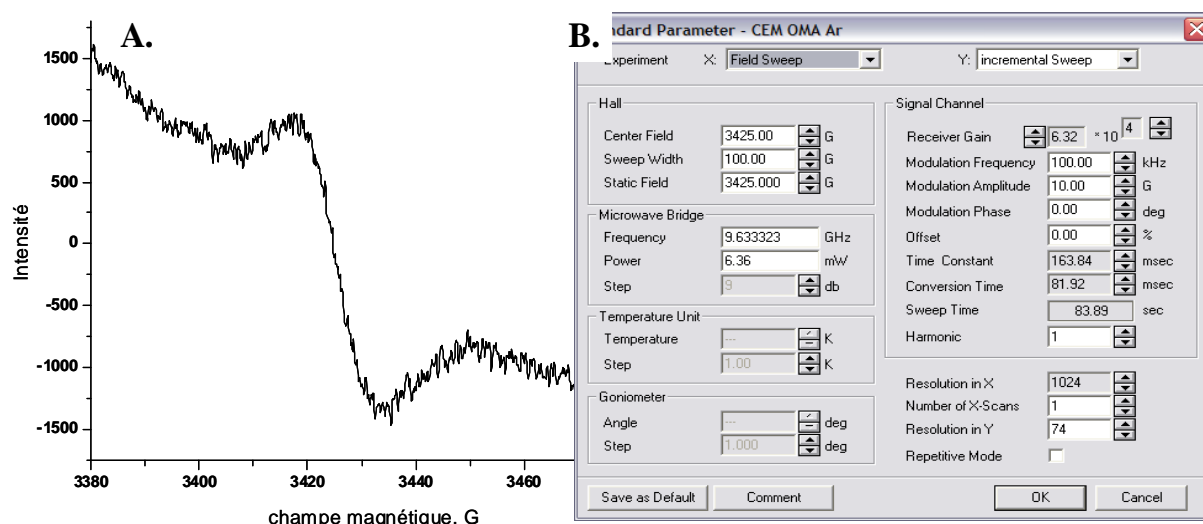 A.
1500
1000
500
0
-500
-1000
-1500
Intensité
3380
3400
3420
3440
3460
champe magnétique, G
B.
ndard Parameter - CEM OMA Ar
Experiment X: Field Sweep Y: incremental Sweep
Hall
Center Field 3425.00 G
Sweep Width 100.00 G
Static Field 3425.000 G
Microwave Bridge
Frequency 9.633323 GHz
Power 6.36 mW
Step 9 db
Temperature Unit
Temperature --- K
Step 1.00 K
Goniometer
Angle --- deg
Step 1.000 deg
Signal Channel
Receiver Gain 6.32 * 10 4
Modulation Frequency 100.00 kHz
Modulation Amplitude 10.00 G
Modulation Phase 0.00 deg
Offset 0.00 %
Time Constant 163.84 msec
Conversion Time 81.92 msec
Sweep Time 83.89 sec
Harmonic 1
Resolution in X 1024
Number of X-Scans 1
Resolution in Y 74
Repetitive Mode
Save as Default Comment OK Cancel